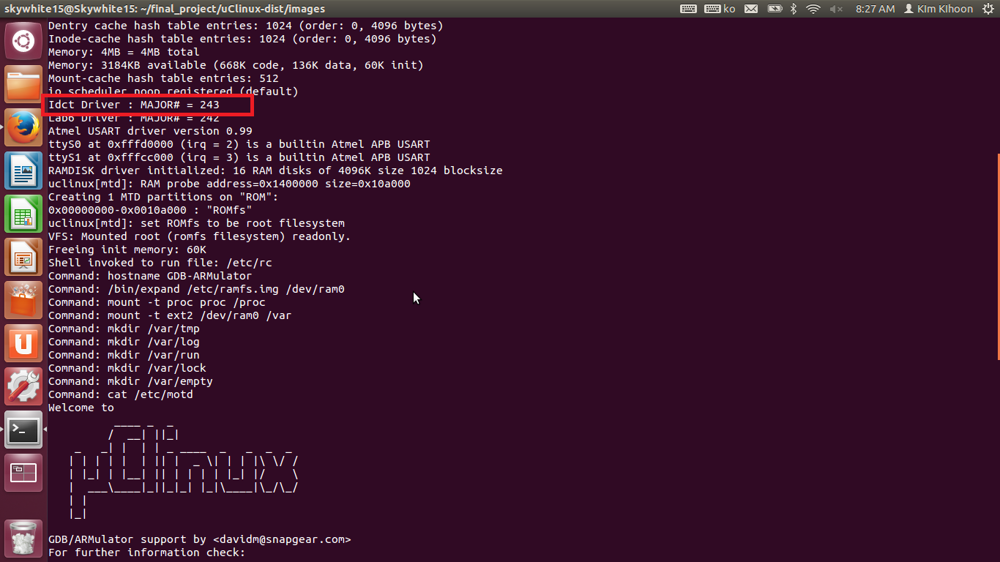 skywhite15@Skywhite15: ~/final_project/uClinux-dist/images
ko
8:27 AM
KIm KIhoon
Dentry cache hash table entries: 1024 (order: 0, 4096 bytes)
Inode-cache hash table entries: 1024 (order: 0, 4096 bytes)
Memory: 4MB = 4MB total
Memory: 3184KB available (668K code, 136K data, 60K init)
Mount-cache hash table entries: 512
io scheduler noop registered (default)
Idct Driver : MAJOR# = 243
Lab6 Driver : MAJOR# = 242
Atmel USART driver version 0.99
ttyS0 at 0xfffd0000 (irq = 2) is a builtin Atmel APB USART
ttyS1 at 0xfffcc000 (irq = 3) is a builtin Atmel APB USART
RAMDISK driver initialized: 16 RAM disks of 4096K size 1024 blocksize
uclinux[mtd]: RAM probe address=0x1400000 size=0x10a000
Creating 1 MTD partitions on "ROM":
0x00000000-0x0010a000 : "ROMfs"
uclinux[mtd]: set ROMfs to be root filesystem
VFS: Mounted root (romfs filesystem) readonly.
Freeing init memory: 60K
Shell invoked to run file: /etc/rc
Command: hostname GDB-ARMulator
Command: /bin/expand /etc/ramfs.img /dev/ram0
Command: mount -t proc proc /proc
Command: mount -t ext2 /dev/ram0 /var
Command: mkdir /var/tmp
Command: mkdir /var/log
Command: mkdir /var/run
Command: mkdir /var/lock
Command: mkdir /var/empty
Command: cat /etc/motd
Welcome to
µClinux
GDB/ARMulator support by <davidm@snapgear.com>
For further information check: